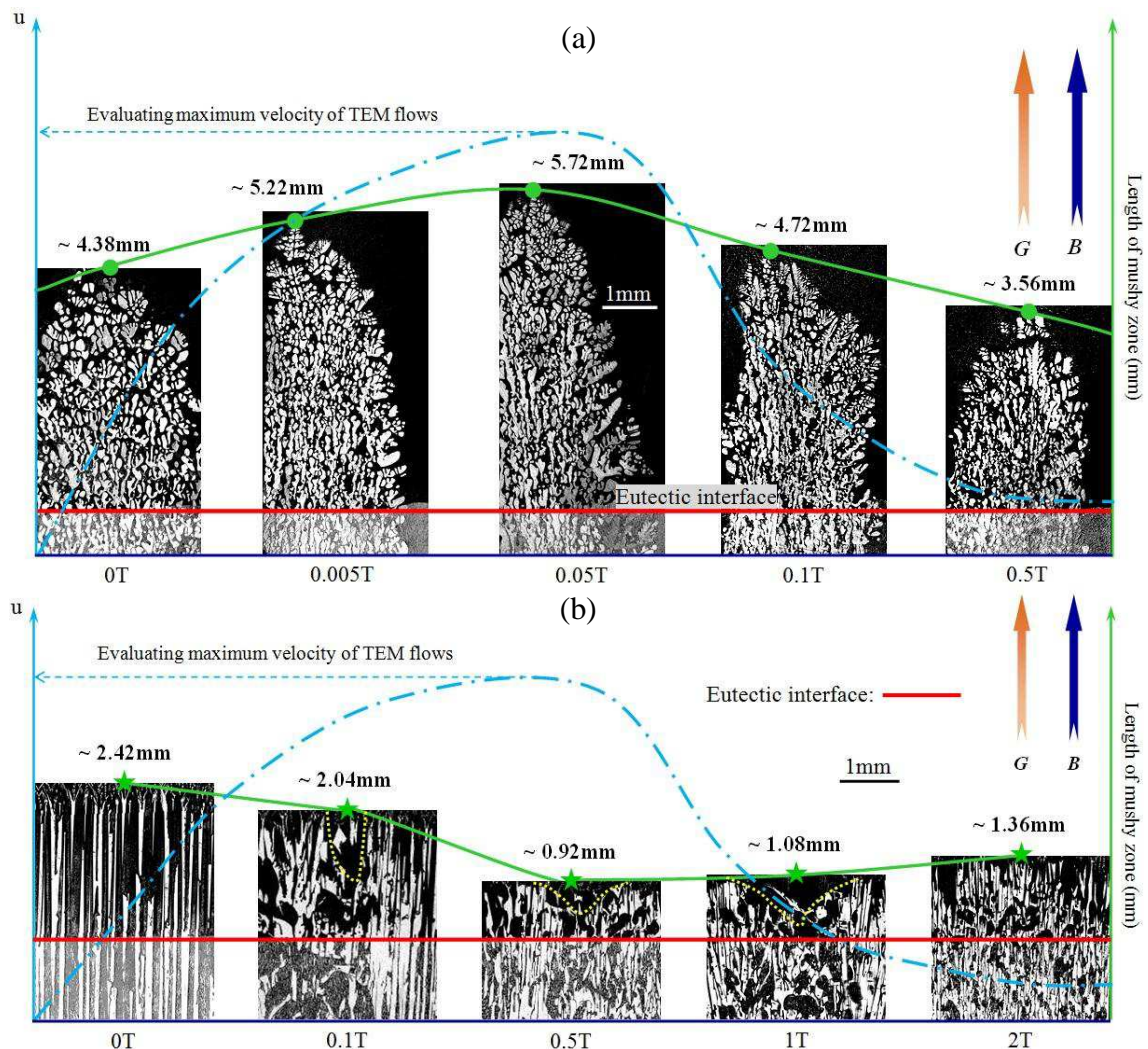 u
(a)
Evaluating maximum velocity of TEM flows
~ 5.72mm
~ 5.22mm
~ 4.72mm
~ 4.38mm
~ 3.56mm
G
B
1mm
Length of mushy zone (mm)
Eutectic interface
0T
0.005T
0.05T
0.1T
0.5T
u
(b)
Evaluating maximum velocity of TEM flows
Eutectic interface:
~ 2.42mm
~ 2.04mm
1mm
G
B
~ 0.92mm
~ 1.08mm
~ 1.36mm
Length of mushy zone (mm)
0T
0.1T
0.5T
1T
2T